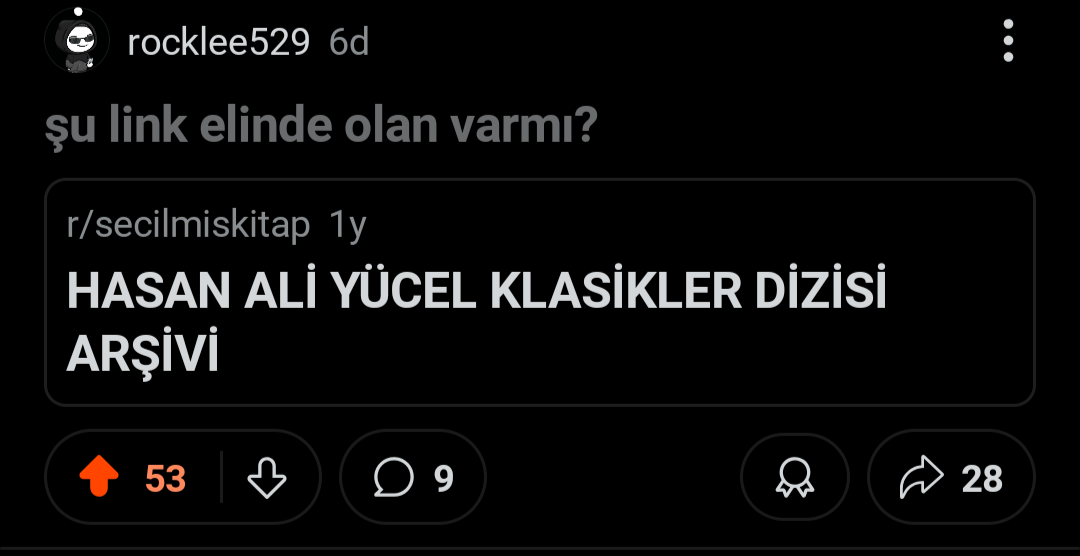 rocklee529 6d
şu link elinde olan varmı?
r/secilmiskitap 1y
HASAN ALİ YÜCEL KLASİKLER DİZİSİ
ARŞİVİ
53 9 28